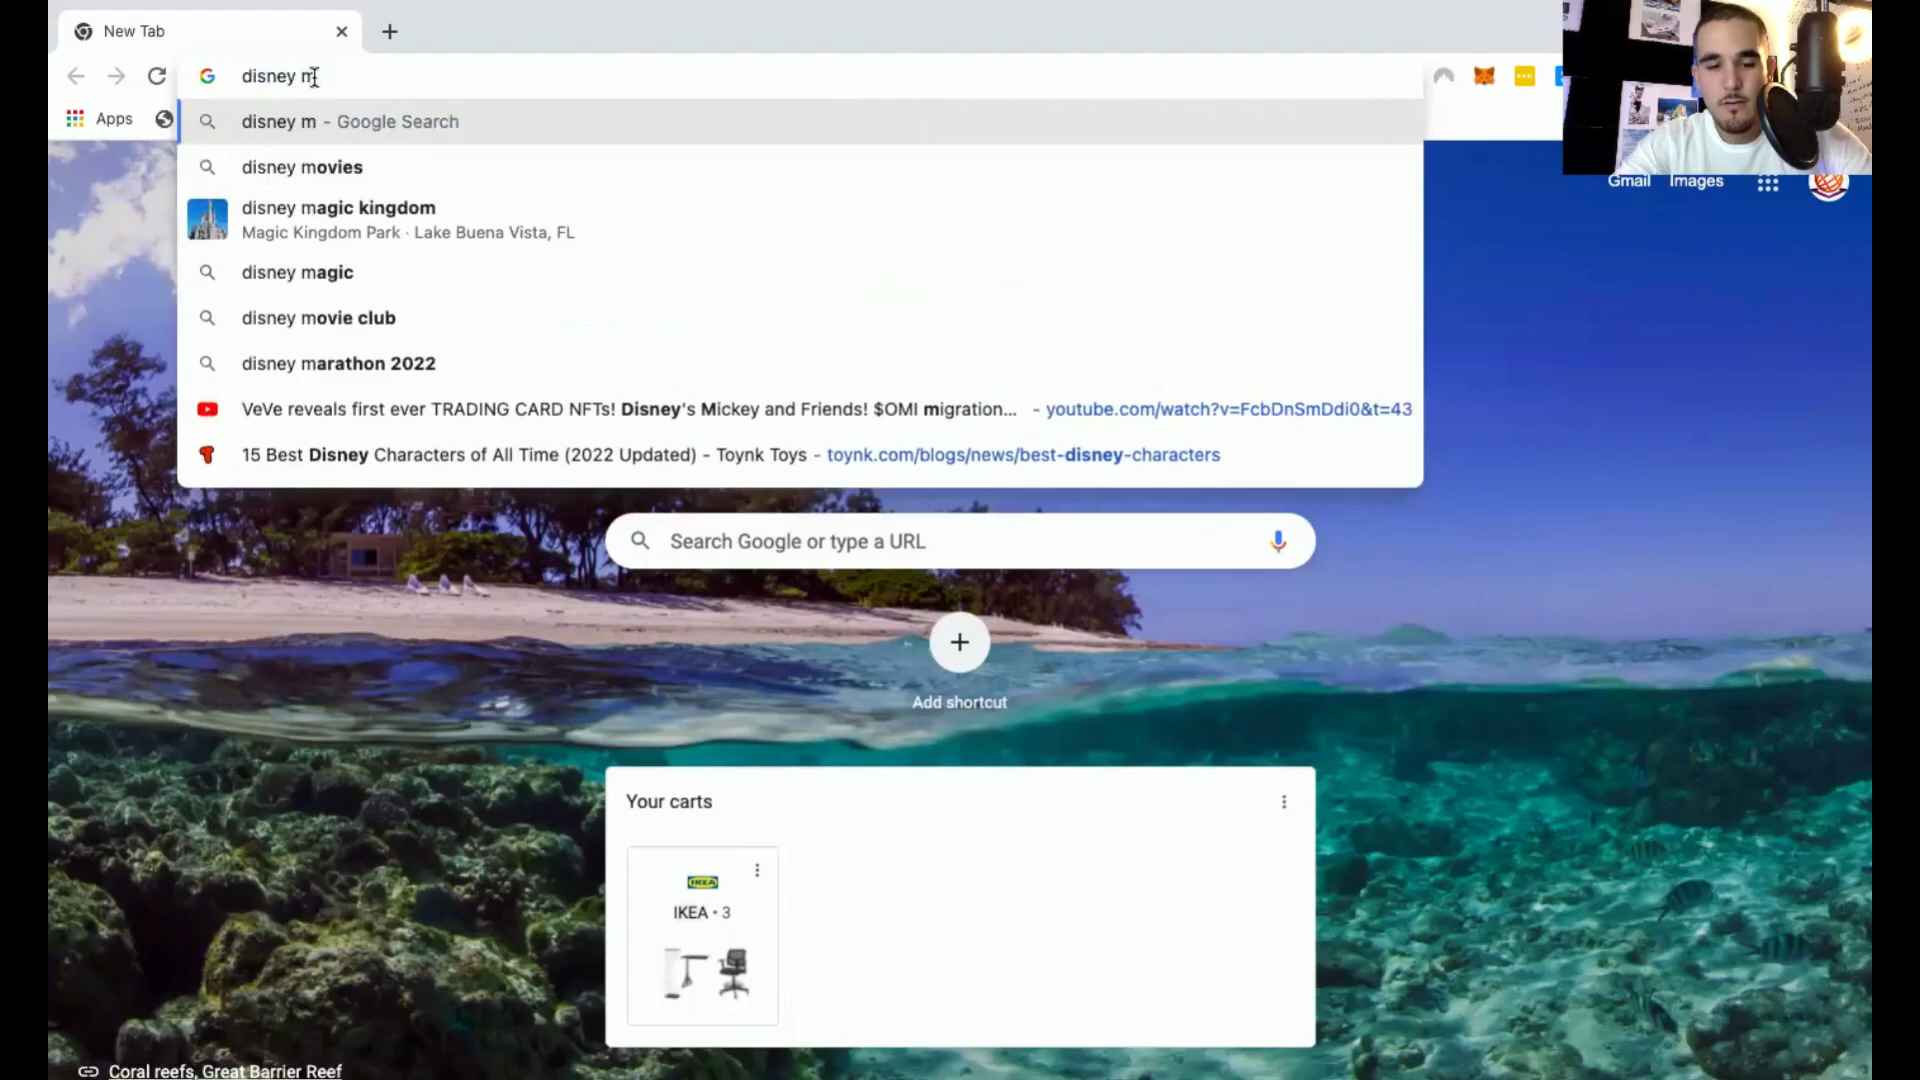 New Tab
disney m
Apps
disney m - Google Search
disney movies
disney magic kingdom
Magic Kingdom Park · Lake Buena Vista, FL
disney magic
disney movie club
disney marathon 2022
VeVe reveals first ever TRADING CARD NFTs! Disney's Mickey and Friends! $OMI migration... - youtube.com/watch?v=FcbDnSmDdi0&t=43
15 Best Disney Characters of All Time (2022 Updated) - Toynk Toys - toynk.com/blogs/news/best-disney-characters
Gmail Images
Search Google or type a URL
Add shortcut
Your carts
IKEA
IKEA • 3
Coral reefs, Great Barrier Reef